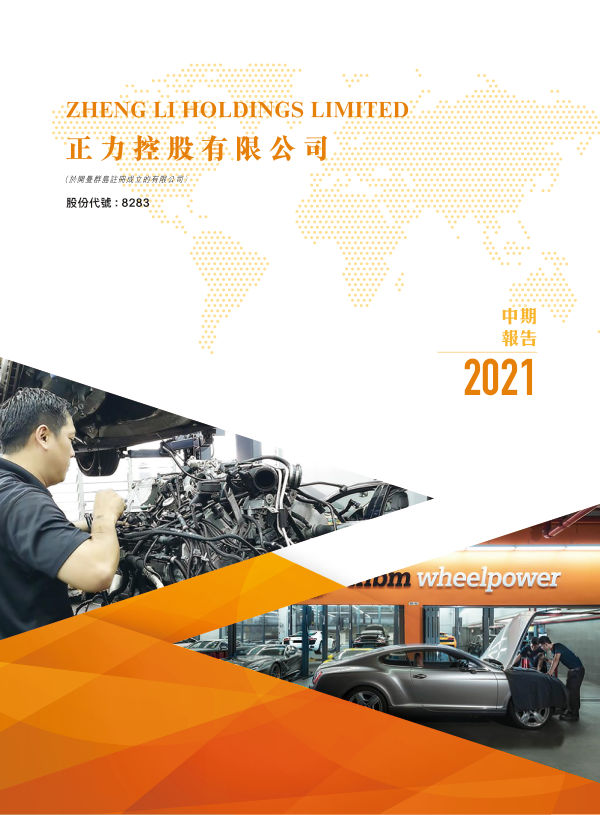 ZHENG LI HOLDINGS LIMITED
正力控股有限公司
（於開曼群島註冊成立的有限公司）
股份代號：8283
中期
報告
2021
mbm wheelpower